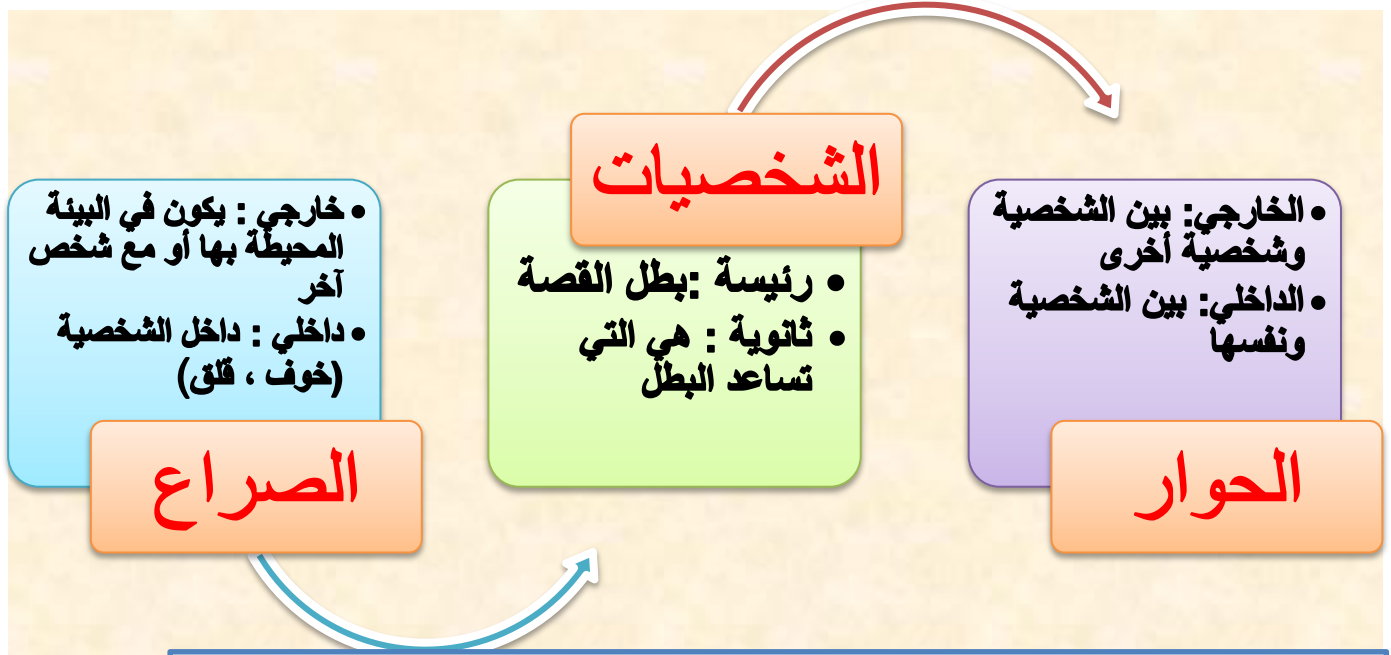 الحوار
• الخارجي: بين الشخصية
وشخصية أخرى
• الداخلي: بين الشخصية
ونفسها
الشخصيات
• رئيسة :بطل القصة
• ثانوية : هي التي
تساعد البطل
الصراع
• خارجي : يكون في البيئة
المحيطة بها أو مع شخص
آخر
• داخلي : داخل الشخصية
(خوف ، قلق)